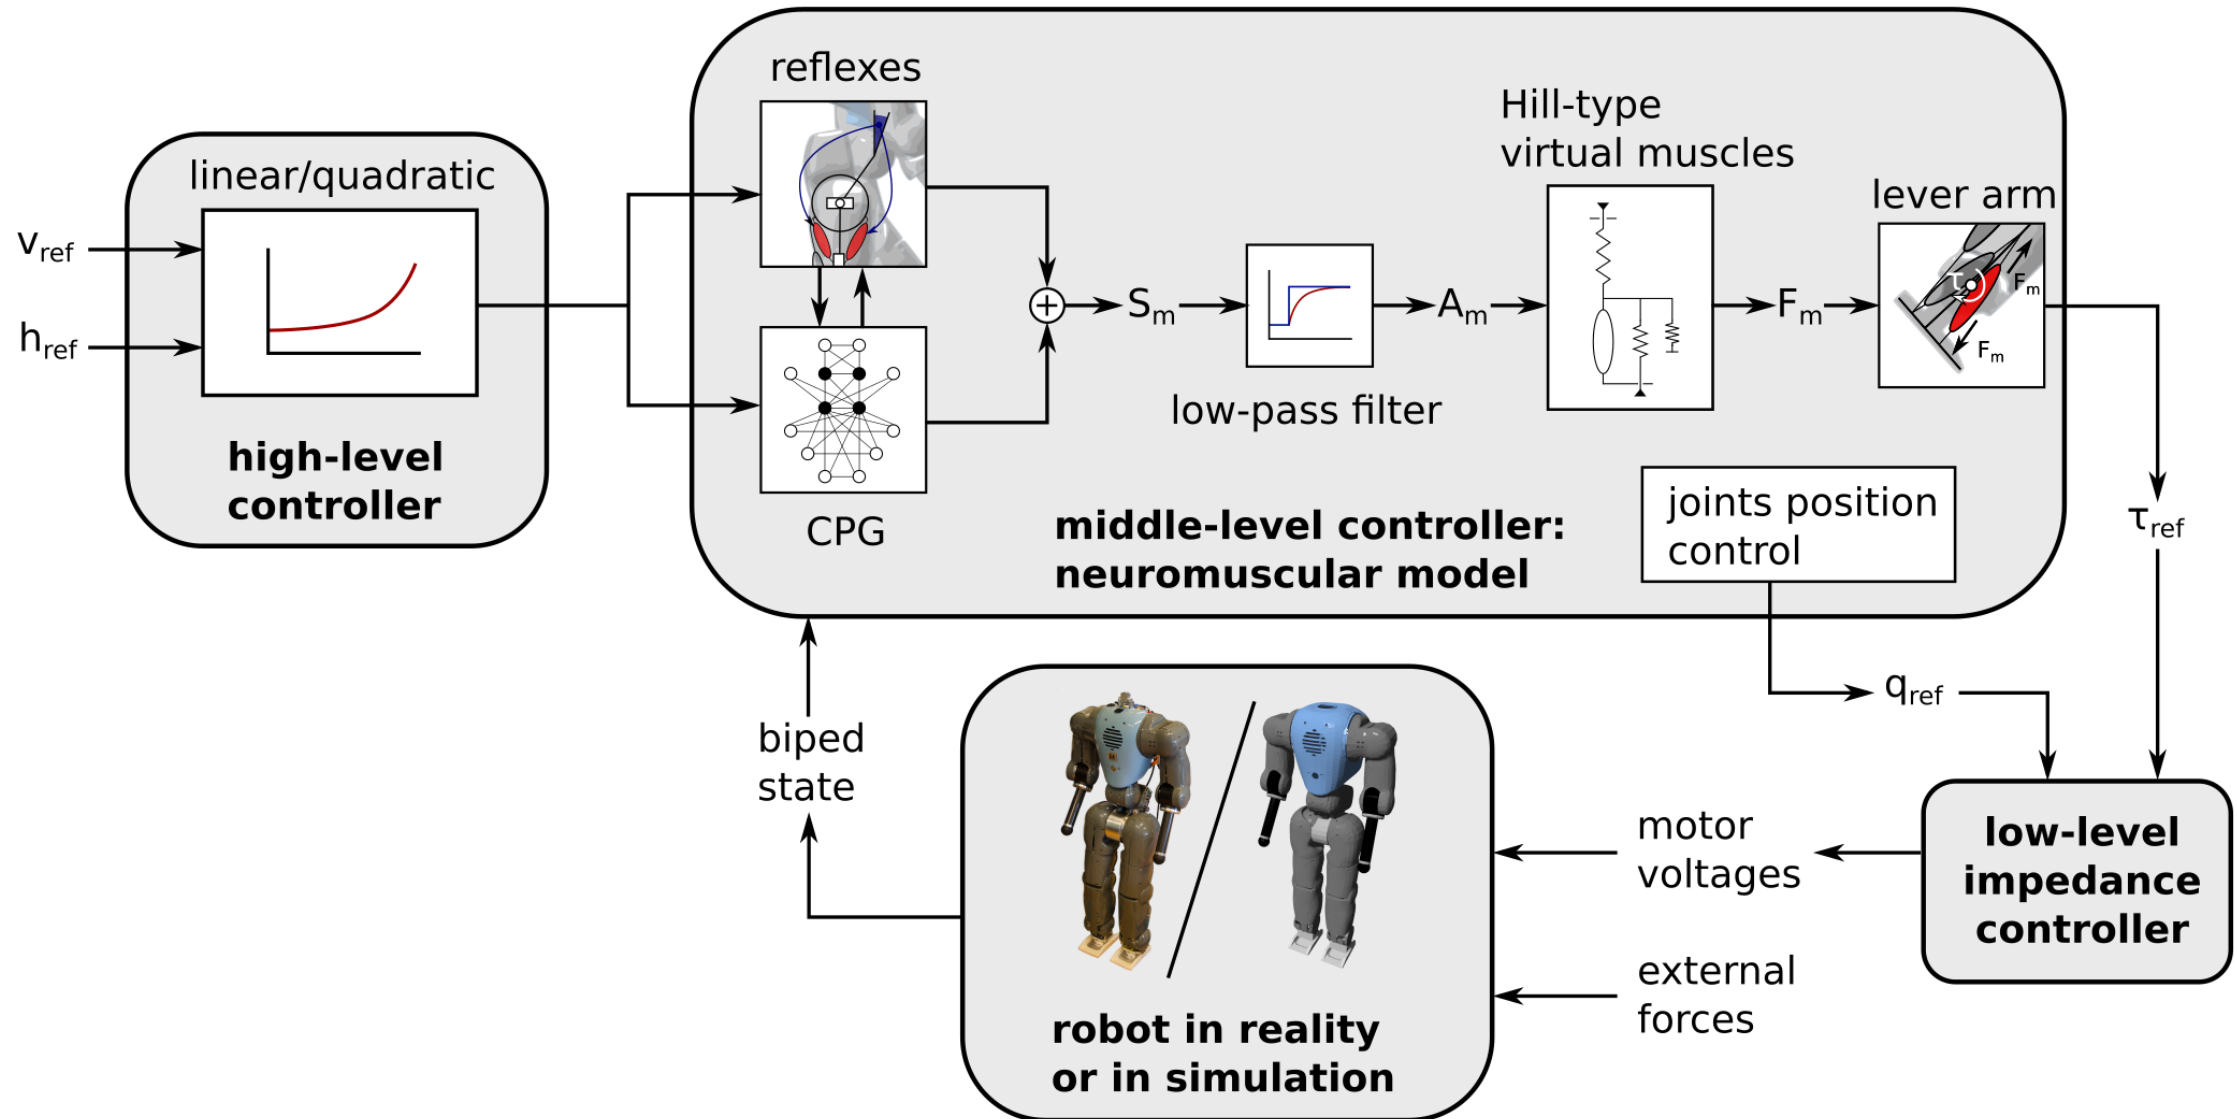 reflexes
Hill-type
virtual muscles
linear/quadratic
lever arm
v_ref
h_ref
S_m
A_m
F_m
τ
F_m
F_m
low-pass filter
high-level
controller
CPG
joints position
control
middle-level controller:
neuromuscular model
τ_ref
q_ref
biped
state
motor
voltages
low-level
impedance
controller
external
forces
robot in reality
or in simulation